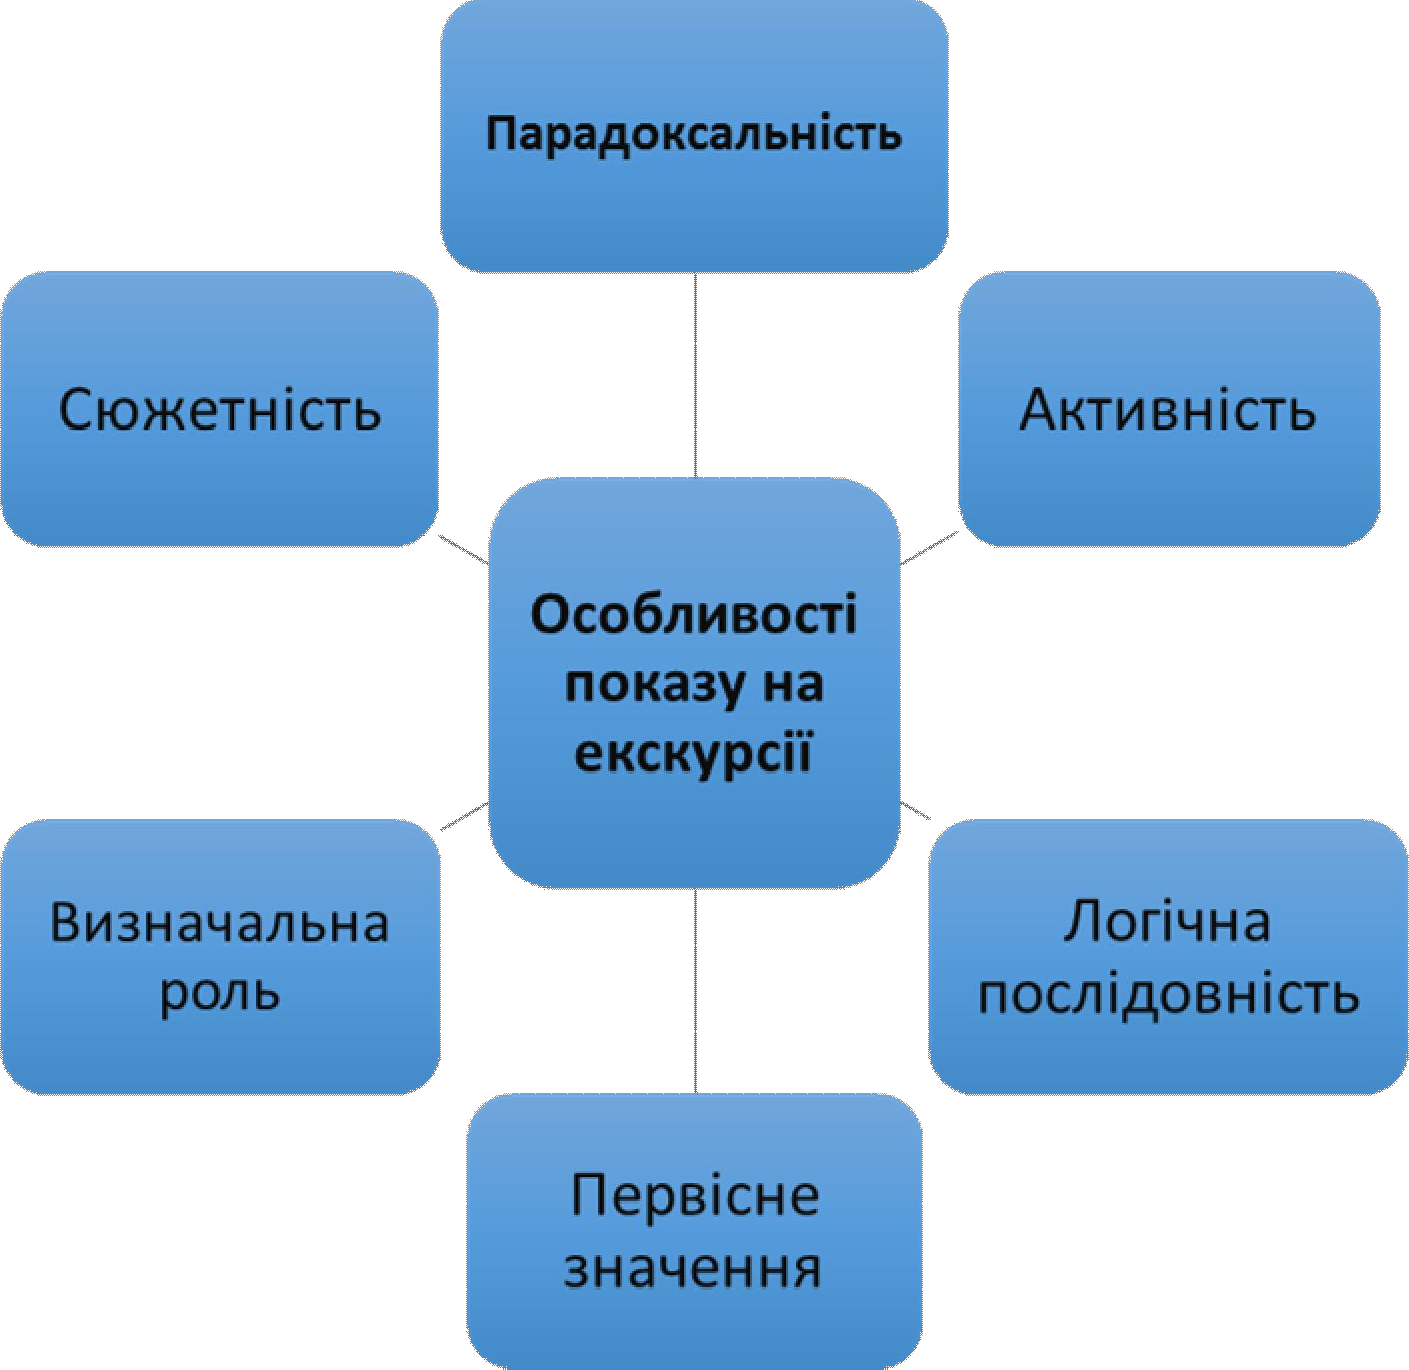 Парадоксальність
Сюжетність
Активність
Особливості
показу на
екскурсії
Визначальна
роль
Логічна
послідовність
Первісне
значення